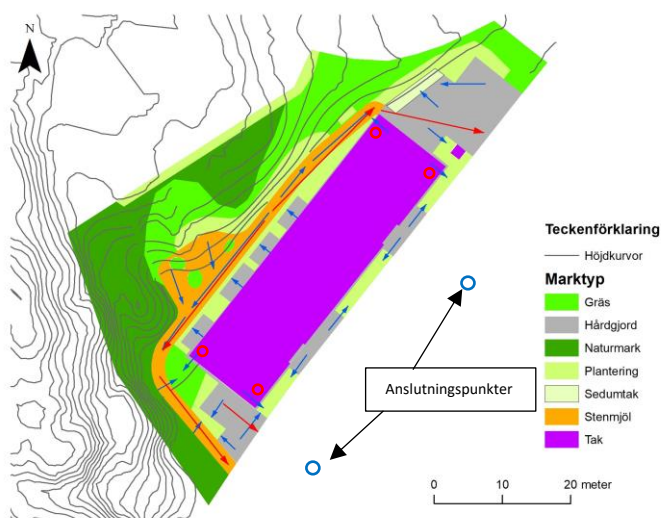 N
Teckenförklaring
Höjdkurvor
Marktyp
Gräs
Hårdgjord
Naturmark
Plantering
Sedumtak
Stenmjöl
Tak
Anslutningspunkter
0 10 20 meter